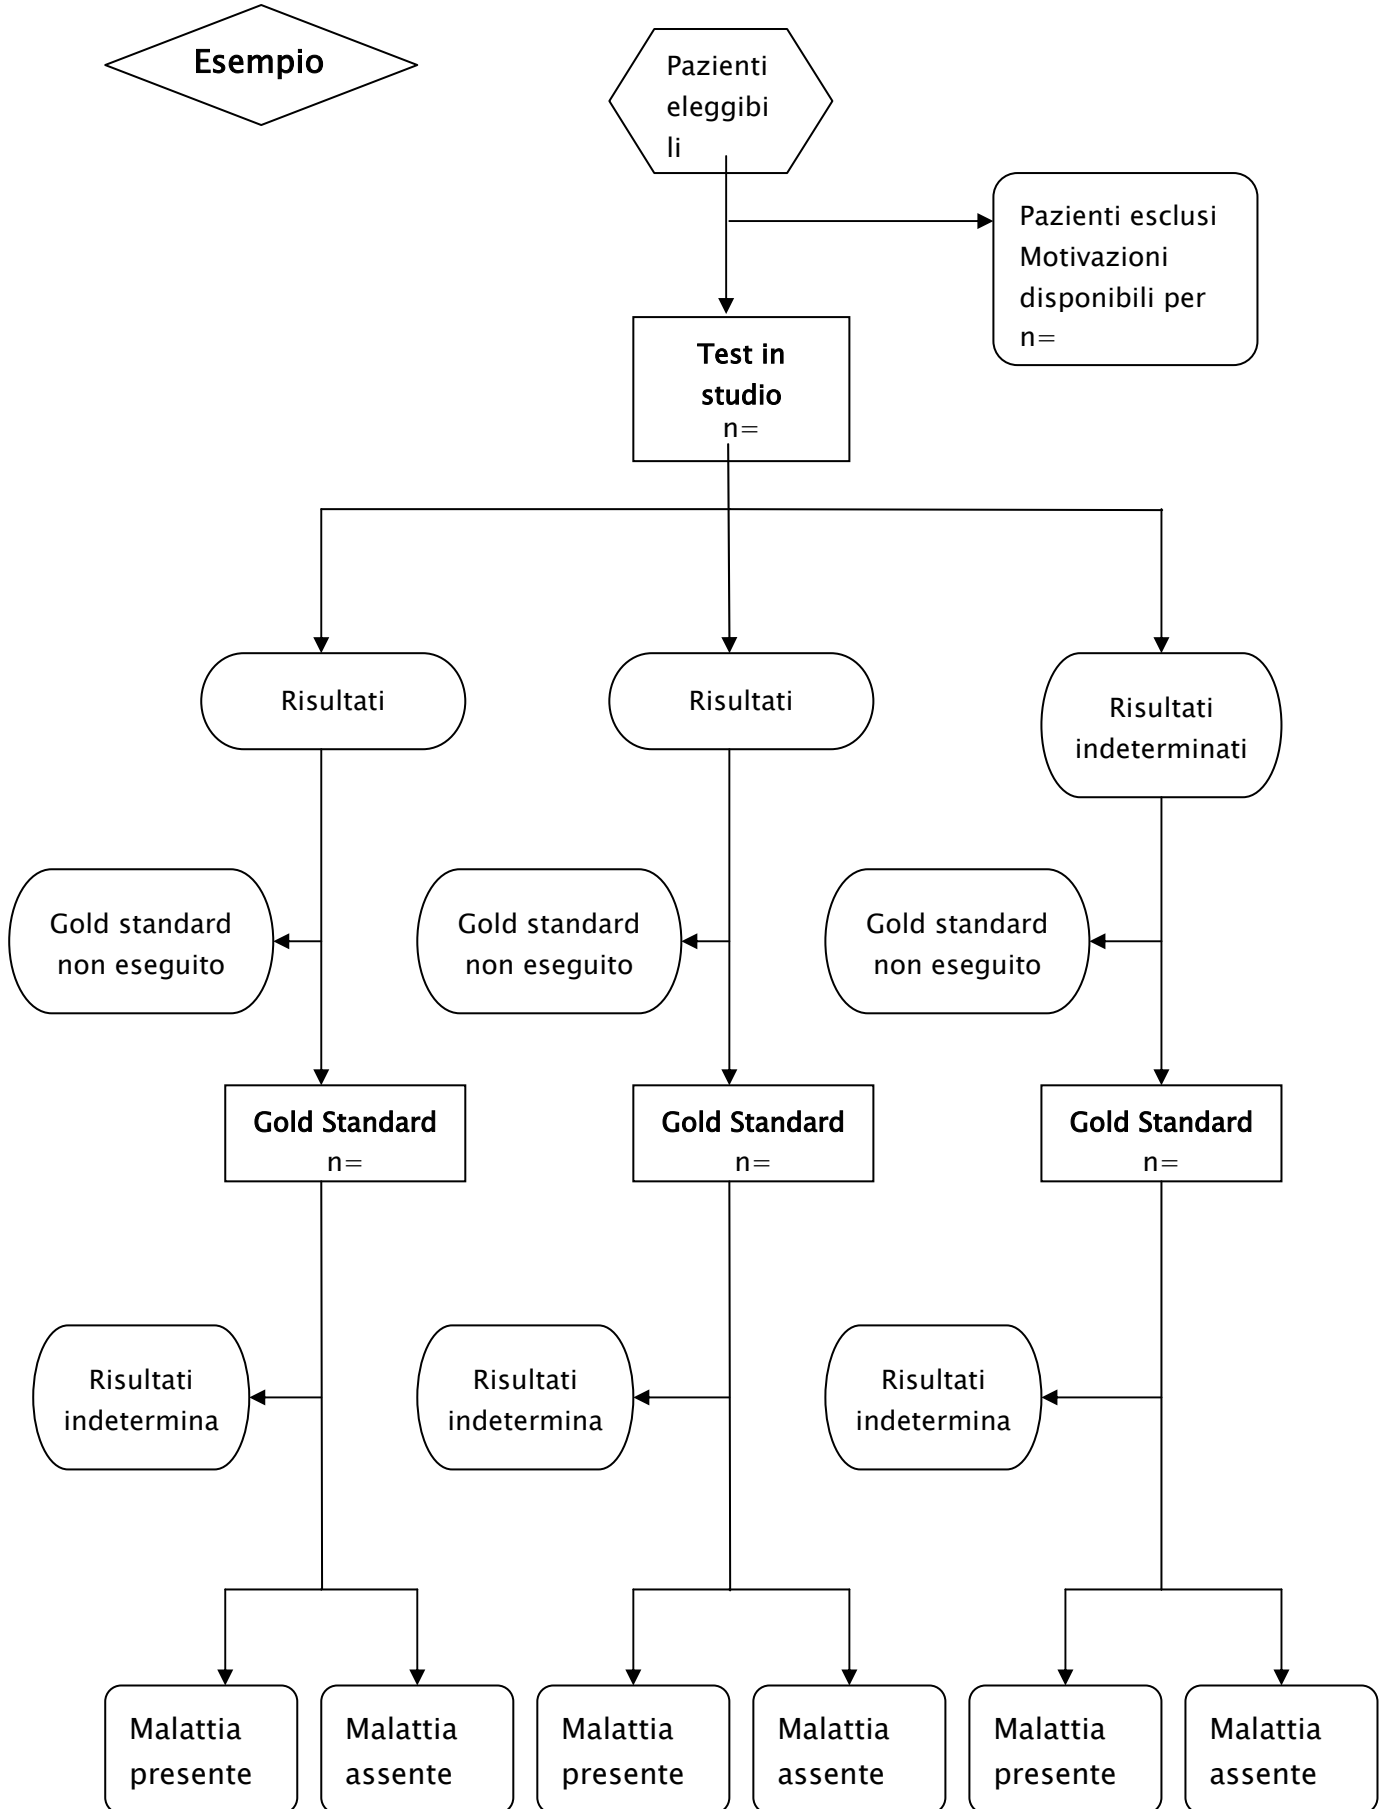 Esempio
Pazienti
eleggibi
li
Pazienti esclusi
Motivazioni
disponibili per
n=
Test in
studio
n=
Risultati
Risultati
Risultati
indeterminati
Gold standard
non eseguito
Gold standard
non eseguito
Gold standard
non eseguito
Gold Standard
n=
Gold Standard
n=
Gold Standard
n=
Risultati
indetermina
Risultati
indetermina
Risultati
indetermina
Malattia
presente
Malattia
assente
Malattia
presente
Malattia
assente
Malattia
presente
Malattia
assente